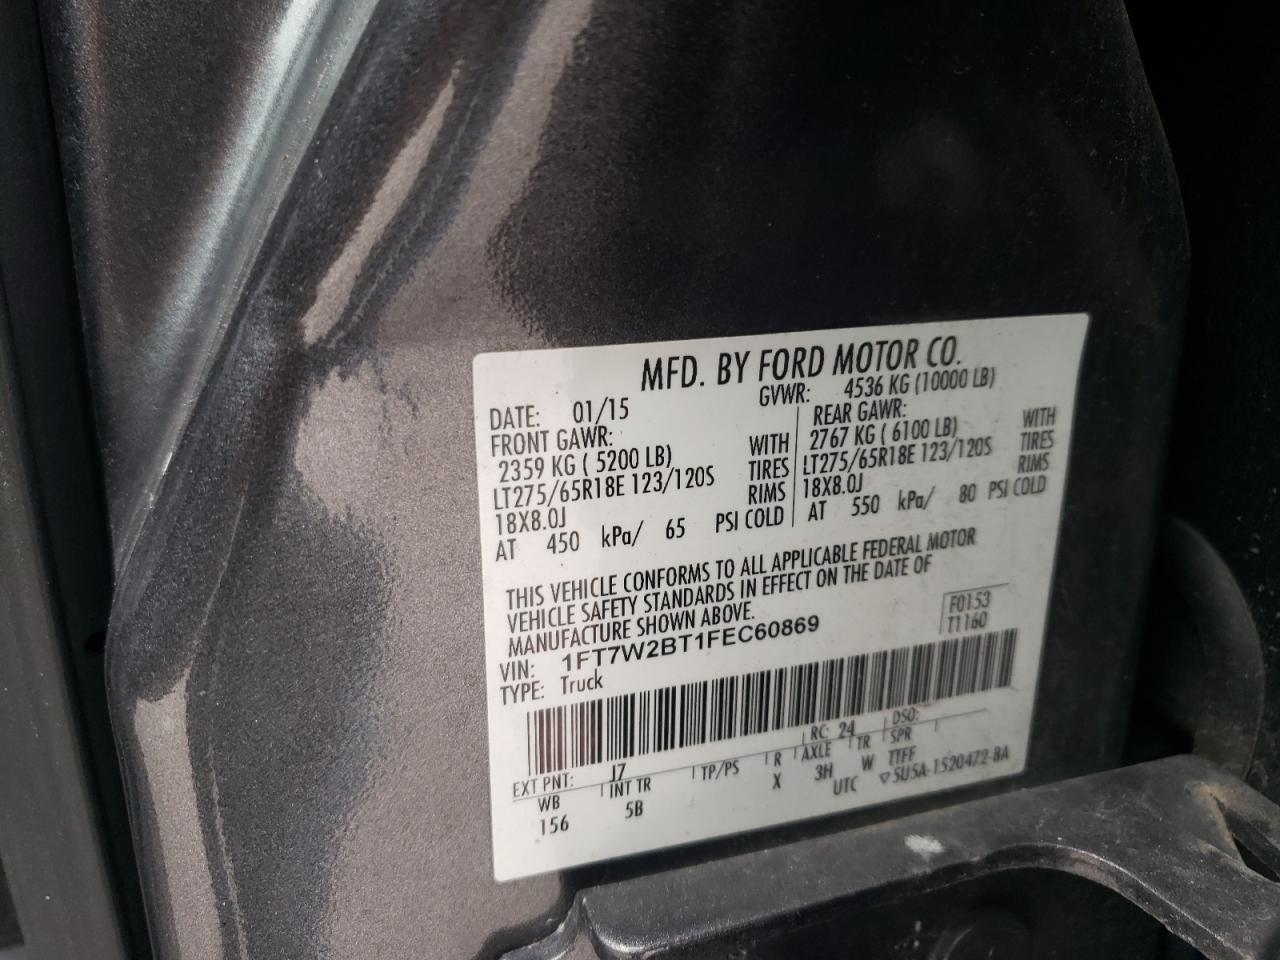 MFD. BY FORD MOTOR CO.
DATE: 01/15 GVWR: 4536 KG (10000 LB)
FRONT GAWR: REAR GAWR:
2359 KG ( 5200 LB) WITH 2767 KG ( 6100 LB) WITH
LT275/65R18E 123/120S TIRES LT275/65R18E 123/120S TIRES
18X8.0J RIMS 18X8.0J RIMS
AT 450 kPa/ 65 PSI COLD AT 550 kPa/ 80 PSI COLD
THIS VEHICLE CONFORMS TO ALL APPLICABLE FEDERAL MOTOR
VEHICLE SAFETY STANDARDS IN EFFECT ON THE DATE OF
MANUFACTURE SHOWN ABOVE.
VIN: 1FT7W2BT1FEC60869 F0153
TYPE: Truck T1160
EXT PNT: J7 RC: 24 DSO:
WB INT TR TP/PS R AXLE TR SPR
156 5B X 3H W TTFF
UTC ▽5U5A-1520472-BA